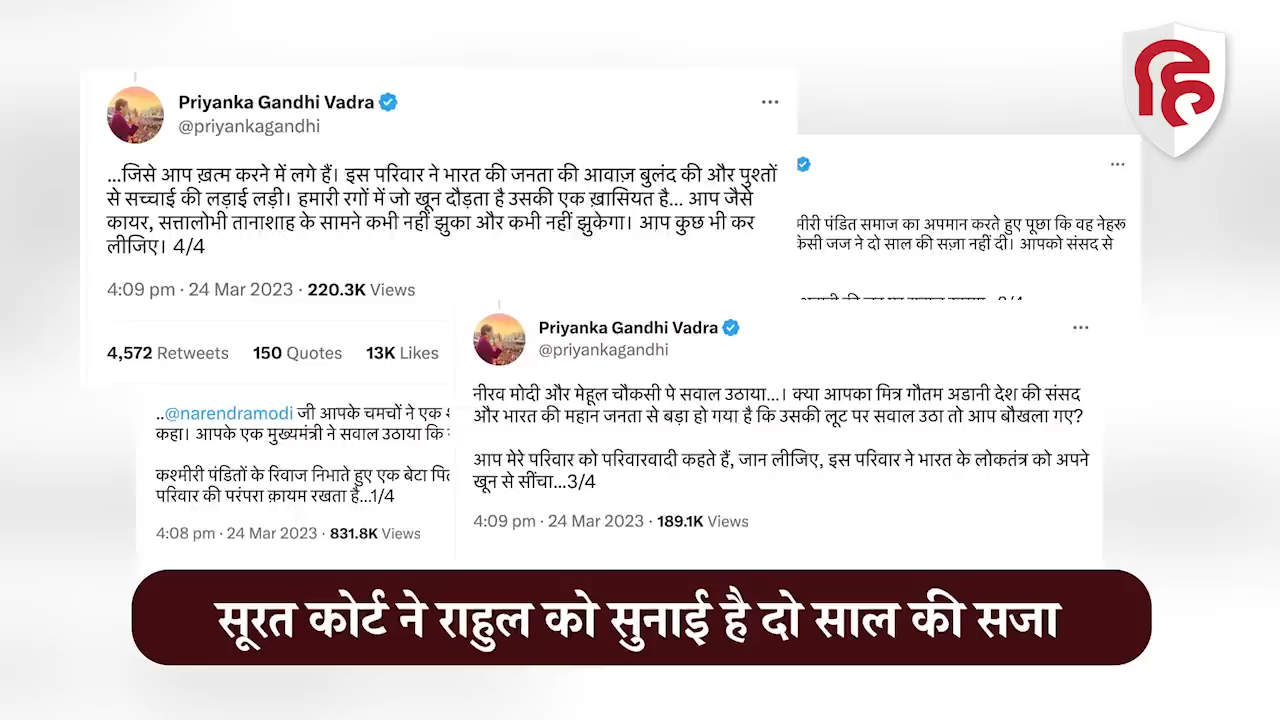 हि
Priyanka Gandhi Vadra
@priyankagandhi
...जिसे आप ख़त्म करने में लगे हैं। इस परिवार ने भारत की जनता की आवाज़ बुलंद की और पुश्तों
से सच्चाई की लड़ाई लड़ी। हमारी रगों में जो खून दौड़ता है उसकी एक ख़ासियत है... आप जैसे
कायर, सत्तालोभी तानाशाह के सामने कभी नहीं झुका और कभी नहीं झुकेगा। आप कुछ भी कर
लीजिए। 4/4
4:09 pm · 24 Mar 2023 · 220.3K Views
4,572 Retweets 150 Quotes 13K Likes
पंडित समाज का अपमान करते हुए पूछा कि वह नेहरू
जज ने दो साल की सज़ा नहीं दी। आपको संसद से
Priyanka Gandhi Vadra
@priyankagandhi
नीरव मोदी और मेहूल चौकसी पे सवाल उठाया...। क्या आपका मित्र गौतम अडानी देश की संसद
और भारत की महान जनता से बड़ा हो गया है कि उसकी लूट पर सवाल उठा तो आप बौखला गए?
आप मेरे परिवार को परिवारवादी कहते हैं, जान लीजिए, इस परिवार ने भारत के लोकतंत्र को अपने
खून से सींचा...3/4
4:09 pm · 24 Mar 2023 · 189.1K Views
..@narendramodi जी आपके चमचों ने एक
कहा। आपके एक मुख्यमंत्री ने सवाल उठाया कि
कश्मीरी पंडितों के रिवाज निभाते हुए एक बेटा
परिवार की परंपरा क़ायम रखता है...1/4
4:08 pm · 24 Mar 2023 · 831.8K Views
सूरत कोर्ट ने राहुल को सुनाई है दो साल की सजा